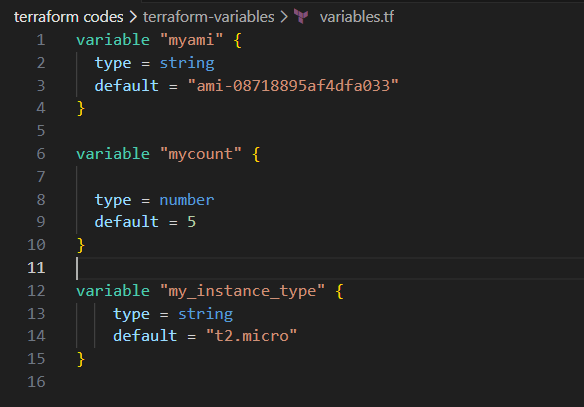 terraform codes > terraform-variables > variables.tf
1 variable "myami" {
2 type = string
3 default = "ami-08718895af4dfa033"
4 }
5
6 variable "mycount" {
7
8 type = number
9 default = 5
10 }
11
12 variable "my_instance_type" {
13 type = string
14 default = "t2.micro"
15 }
16